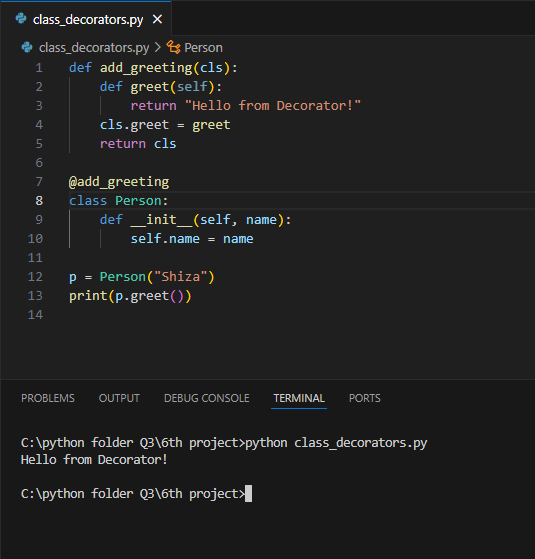 class_decorators.py ×
class_decorators.py > Person
1 def add_greeting(cls):
2     def greet(self):
3         return "Hello from Decorator!"
4     cls.greet = greet
5     return cls
6
7 @add_greeting
8 class Person:
9     def __init__(self, name):
10         self.name = name
11
12 p = Person("Shiza")
13 print(p.greet())
14
PROBLEMS OUTPUT DEBUG CONSOLE TERMINAL PORTS
C:\python folder Q3\6th project>python class_decorators.py
Hello from Decorator!
C:\python folder Q3\6th project>